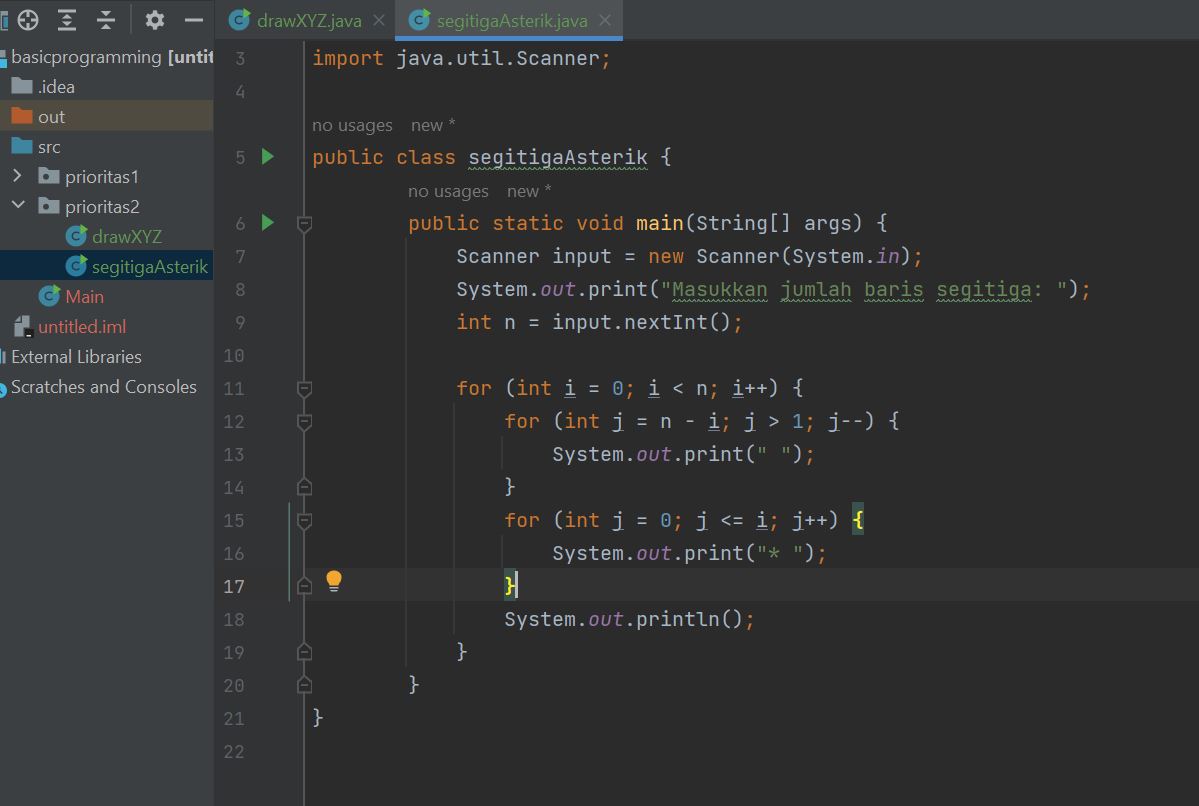 drawXYZ.java
segitigaAsterik.java
basicprogramming [untit
.idea
out
src
prioritas1
prioritas2
drawXYZ
segitigaAsterik
Main
untitled.iml
External Libraries
Scratches and Consoles
3 import java.util.Scanner;
4
no usages new *
5 public class segitigaAsterik {
no usages new *
6 public static void main(String[] args) {
7 Scanner input = new Scanner(System.in);
8 System.out.print("Masukkan jumlah baris segitiga: ");
9 int n = input.nextInt();
10
11 for (int i = 0; i < n; i++) {
12 for (int j = n - i; j > 1; j--) {
13 System.out.print(" ");
14 }
15 for (int j = 0; j <= i; j++) {
16 System.out.print("* ");
17 }
18 System.out.println();
19 }
20 }
21 }
22